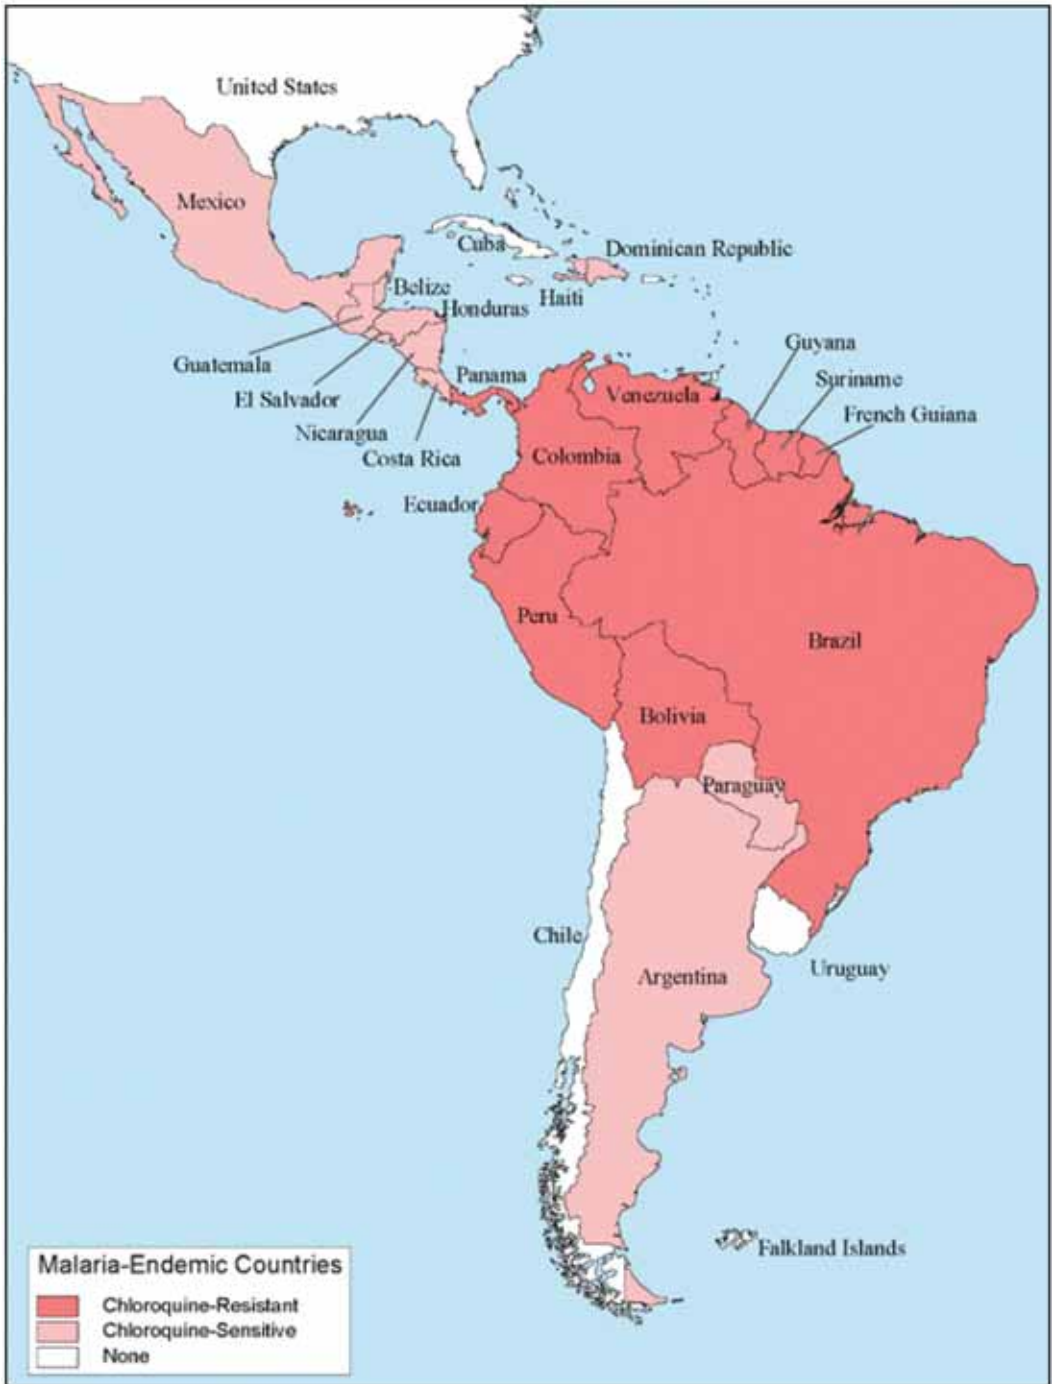 United States
Mexico
Cuba
Dominican Republic
Belize
Haiti
Honduras
Guatemala
Panama
El Salvador
Nicaragua
Costa Rica
Guyana
Suriname
French Guiana
Venezuela
Colombia
Ecuador
Peru
Brazil
Bolivia
Paraguay
Chile
Uruguay
Argentina
Falkland Islands
Malaria-Endemic Countries
Chloroquine-Resistant
Chloroquine-Sensitive
None